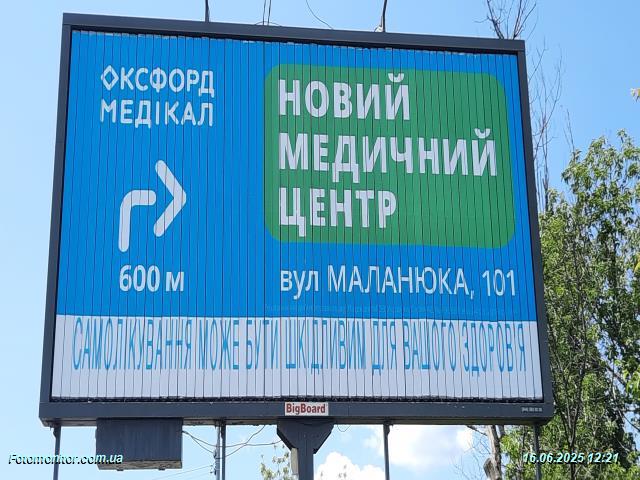 ОКСФОРД
МЕДІКАЛ
600 м
НОВИЙ
МЕДИЧНИЙ
ЦЕНТР
вул МАЛАНЮКА, 101
САМОЛІКУВАННЯ МОЖЕ БУТИ ШКІДЛИВИМ ДЛЯ ВАШОГО ЗДОРОВ'Я
BigBoard
Fotomonitor.com.ua
16.06.2025 12:21